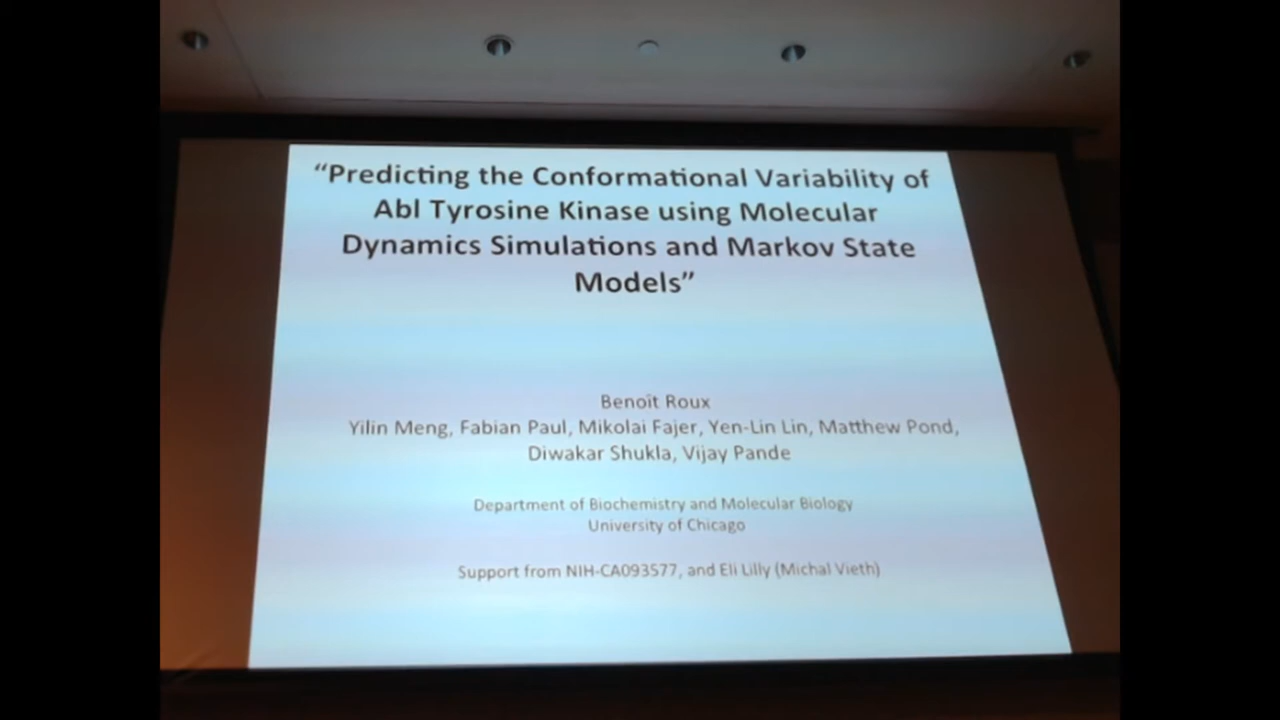 “Predicting the Conformational Variability of
Abl Tyrosine Kinase using Molecular
Dynamics Simulations and Markov State
Models”
Benoît Roux
Yilin Meng, Fabian Paul, Mikolai Fajer, Yen-Lin Lin, Matthew Pond,
Diwakar Shukla, Vijay Pande
Department of Biochemistry and Molecular Biology
University of Chicago
Support from NIH-CA093577, and Eli Lilly (Michal Vieth)